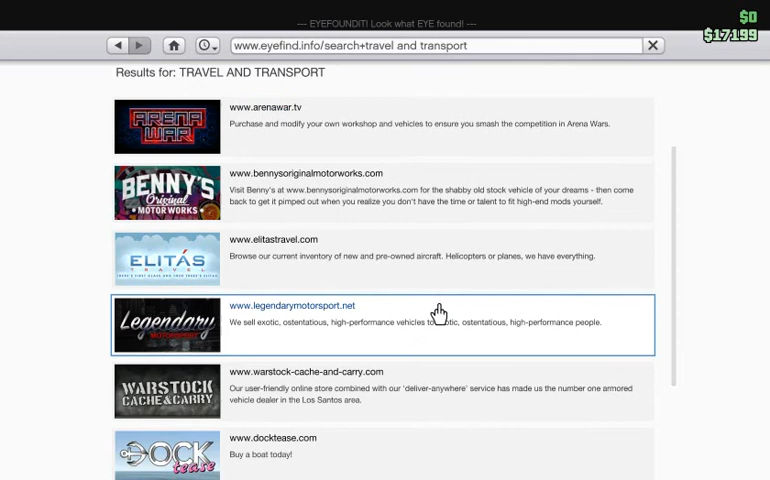 --- EYEFOUNDIT! Look what EYE found! ---
$0
$17199
www.eyefind.info/search+travel and transport
Results for: TRAVEL AND TRANSPORT
ARENA WAR
www.arenawar.tv
Purchase and modify your own workshop and vehicles to ensure you smash the competition in Arena Wars.
BENNY'S
Original
MOTOR WORKS
www.bennysoriginalmotorworks.com
Visit Benny's at www.bennysoriginalmotorworks.com for the shabby old stock vehicle of your dreams - then come
back to get it pimped out when you realize you don't have the time or talent to fit high-end mods yourself.
ELITÁS
TRAVEL
www.elitastravel.com
Browse our current inventory of new and pre-owned aircraft. Helicopters or planes, we have everything.
Legendary
MOTORSPORT
www.legendarymotorsport.net
We sell exotic, ostentatious, high-performance vehicles to exotic, ostentatious, high-performance people.
WARSTOCK
CACHE & CARRY
www.warstock-cache-and-carry.com
Our user-friendly online store combined with our 'deliver-anywhere' service has made us the number one armored
vehicle dealer in the Los Santos area.
DOCK
tease
www.docktease.com
Buy a boat today!